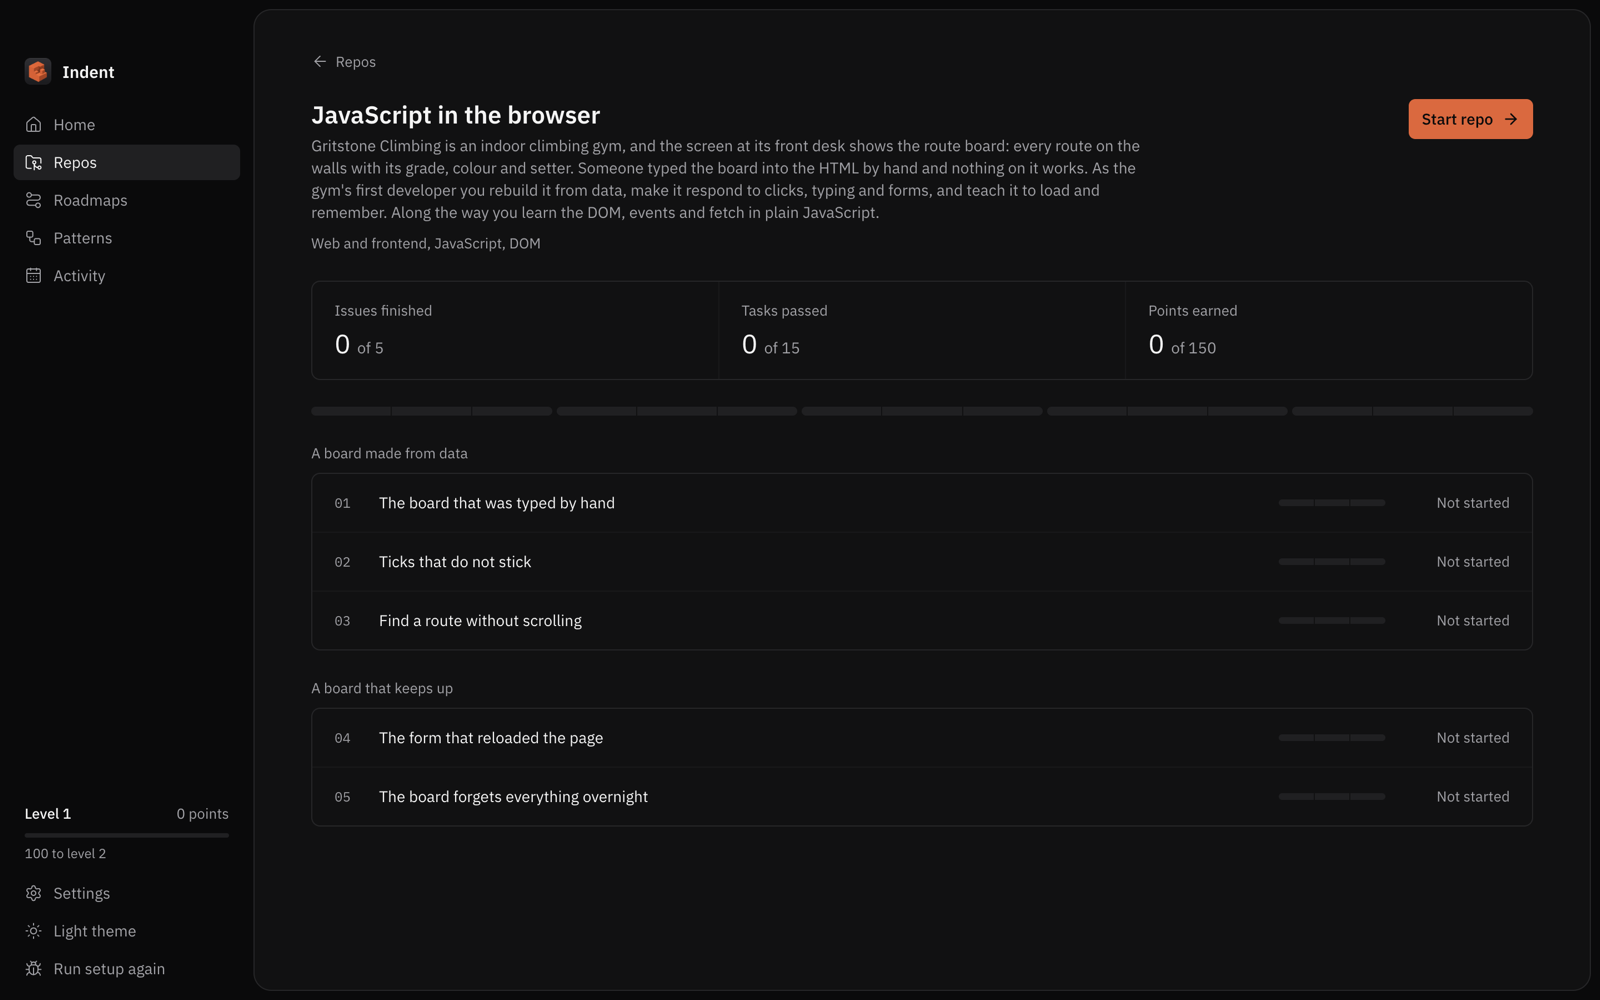 Indent
Home
Repos
Roadmaps
Patterns
Activity
Level 1
0 points
100 to level 2
Settings
Light theme
Run setup again
Repos
JavaScript in the browser
Start repo
Gritstone Climbing is an indoor climbing gym, and the screen at its front desk shows the route board: every route on the
walls with its grade, colour and setter. Someone typed the board into the HTML by hand and nothing on it works. As the
gym's first developer you rebuild it from data, make it respond to clicks, typing and forms, and teach it to load and
remember. Along the way you learn the DOM, events and fetch in plain JavaScript.
Web and frontend, JavaScript, DOM
Issues finished
0 of 5
Tasks passed
0 of 15
Points earned
0 of 150
A board made from data
01 The board that was typed by hand Not started
02 Ticks that do not stick Not started
03 Find a route without scrolling Not started
A board that keeps up
04 The form that reloaded the page Not started
05 The board forgets everything overnight Not started